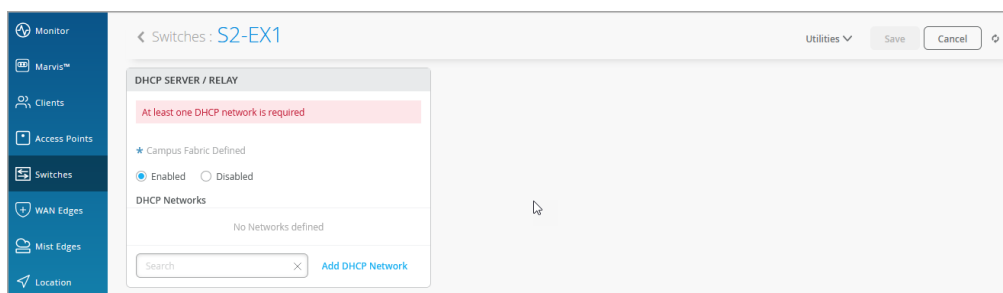 Monitor
Marvis™
Clients
Access Points
Switches
WAN Edges
Mist Edges
Location
< Switches : S2-EX1
Utilities
Save
Cancel
DHCP SERVER / RELAY
At least one DHCP network is required
* Campus Fabric Defined
Enabled Disabled
DHCP Networks
No Networks defined
Search
Add DHCP Network